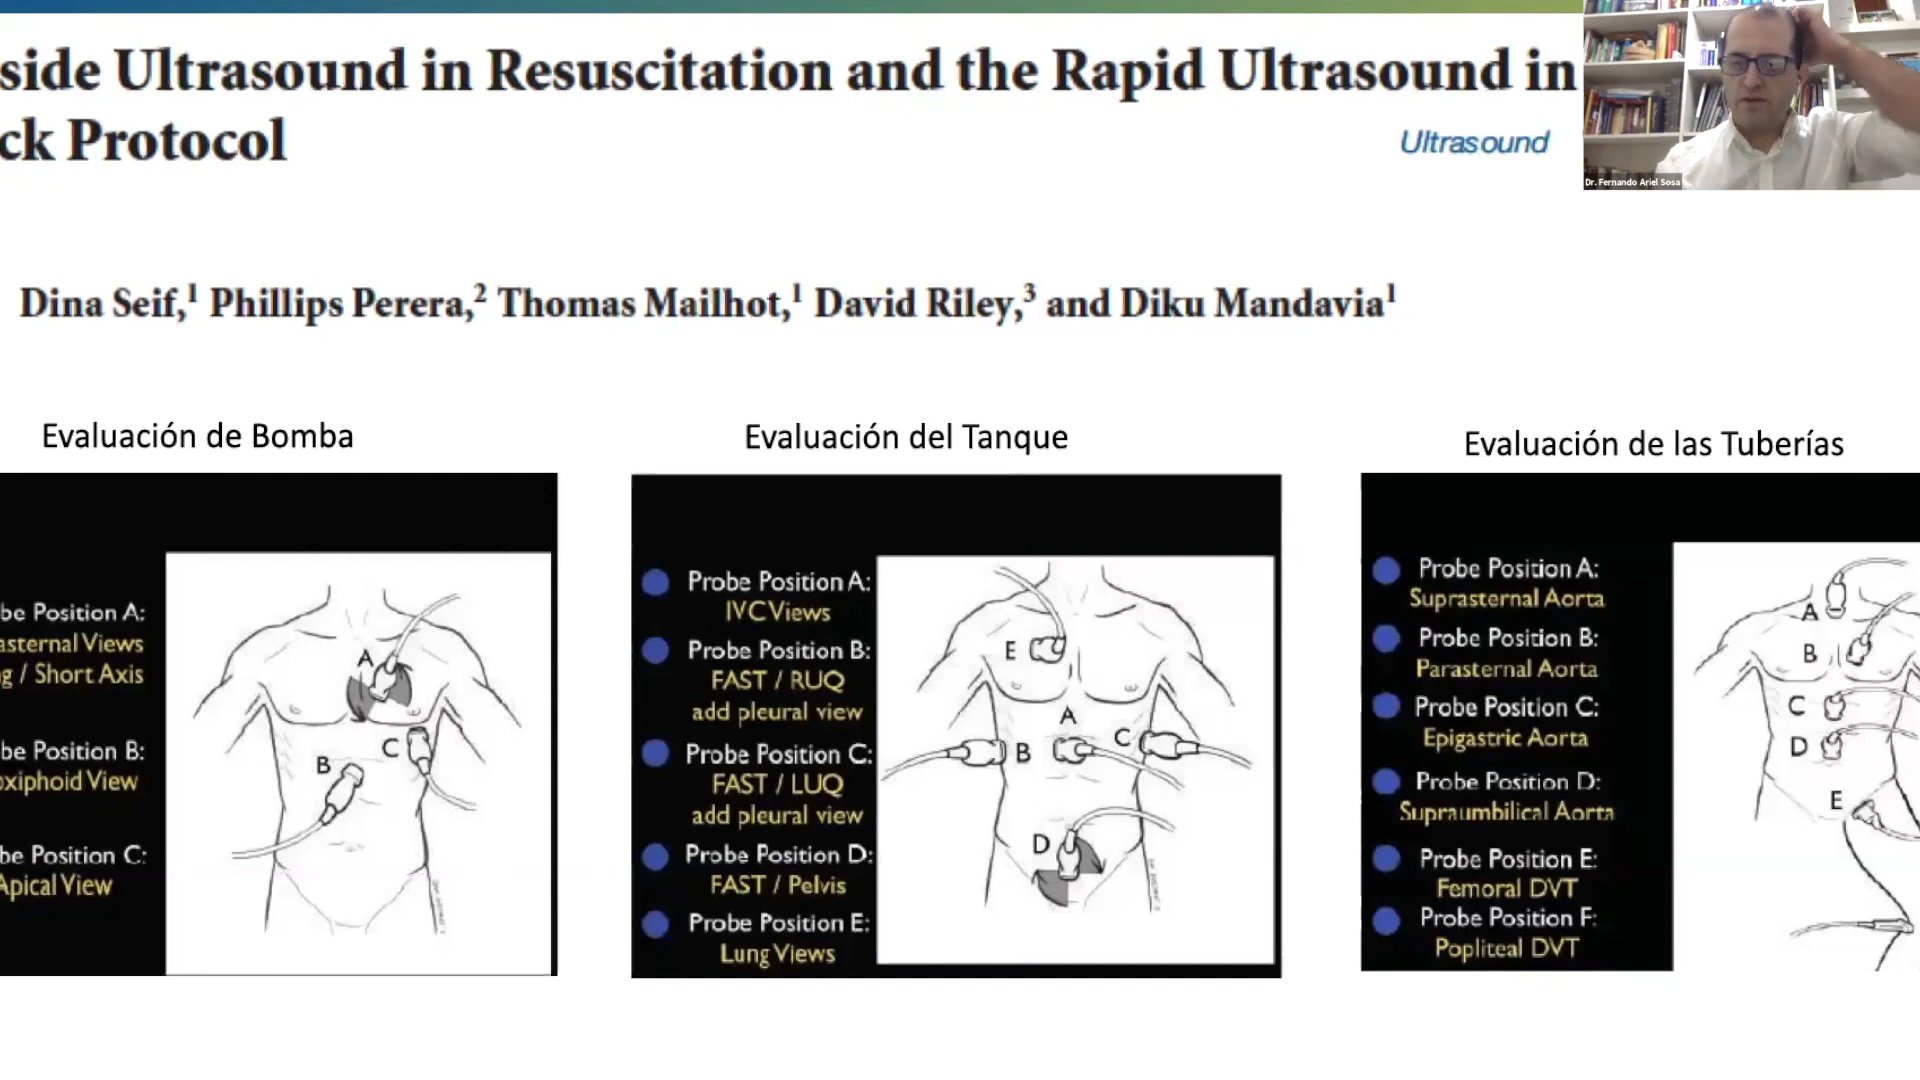 side Ultrasound in Resuscitation and the Rapid Ultrasound in
ck Protocol
Ultrasound
Dr. Fernando Ariel Sosa
Dina Seif,1 Phillips Perera,2 Thomas Mailhot,1 David Riley,3 and Diku Mandavia1
Evaluación de Bomba
be Position A:
asternal Views
g / Short Axis
be Position B:
oxiphoid View
be Position C:
Apical View
A
B
C
Evaluación del Tanque
Probe Position A:
IVC Views
Probe Position B:
FAST / RUQ
add pleural view
Probe Position C:
FAST / LUQ
add pleural view
Probe Position D:
FAST / Pelvis
Probe Position E:
Lung Views
E
A
B
C
D
Evaluación de las Tuberías
Probe Position A:
Suprasternal Aorta
Probe Position B:
Parasternal Aorta
Probe Position C:
Epigastric Aorta
Probe Position D:
Supraumbilical Aorta
Probe Position E:
Femoral DVT
Probe Position F:
Popliteal DVT
A
B
C
D
E